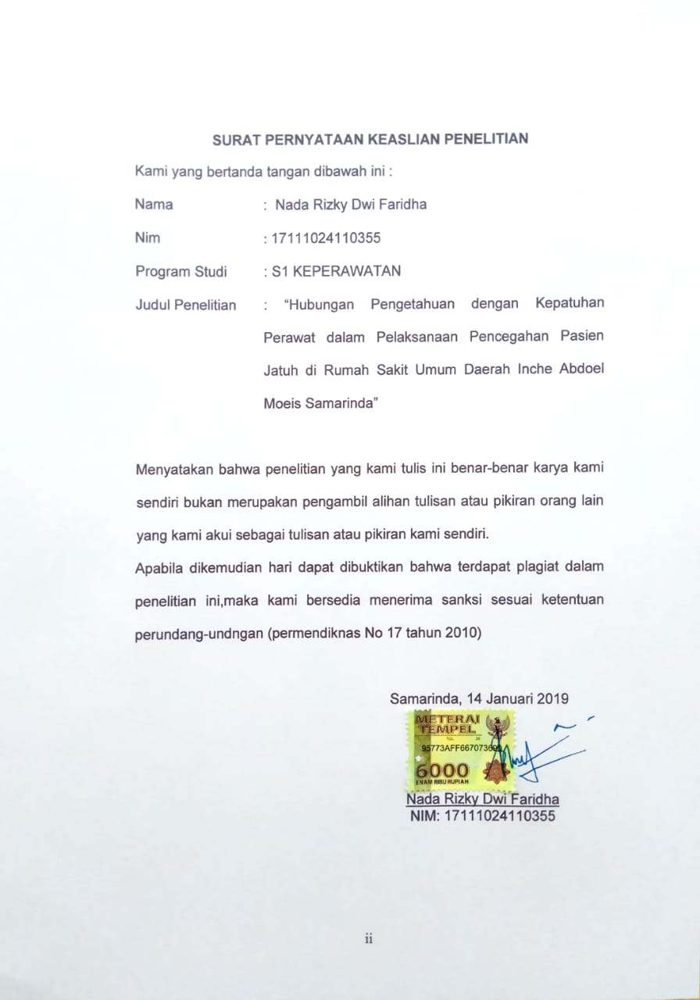 SURAT PERNYATAAN KEASLIAN PENELITIAN
Kami yang bertanda tangan dibawah ini :
Nama : Nada Rizky Dwi Faridha
Nim : 17111024110355
Program Studi : S1 KEPERAWATAN
Judul Penelitian : “Hubungan Pengetahuan dengan Kepatuhan
Perawat dalam Pelaksanaan Pencegahan Pasien
Jatuh di Rumah Sakit Umum Daerah Inche Abdoel
Moeis Samarinda”
Menyatakan bahwa penelitian yang kami tulis ini benar-benar karya kami
sendiri bukan merupakan pengambil alihan tulisan atau pikiran orang lain
yang kami akui sebagai tulisan atau pikiran kami sendiri.
Apabila dikemudian hari dapat dibuktikan bahwa terdapat plagiat dalam
penelitian ini,maka kami bersedia menerima sanksi sesuai ketentuan
perundang-undngan (permendiknas No 17 tahun 2010)
Samarinda, 14 Januari 2019
METERAI
TEMPEL
TGL. 20
6000
ENAM RIBU RUPIAH
Nada Rizky Dwi Faridha
NIM: 17111024110355
ii